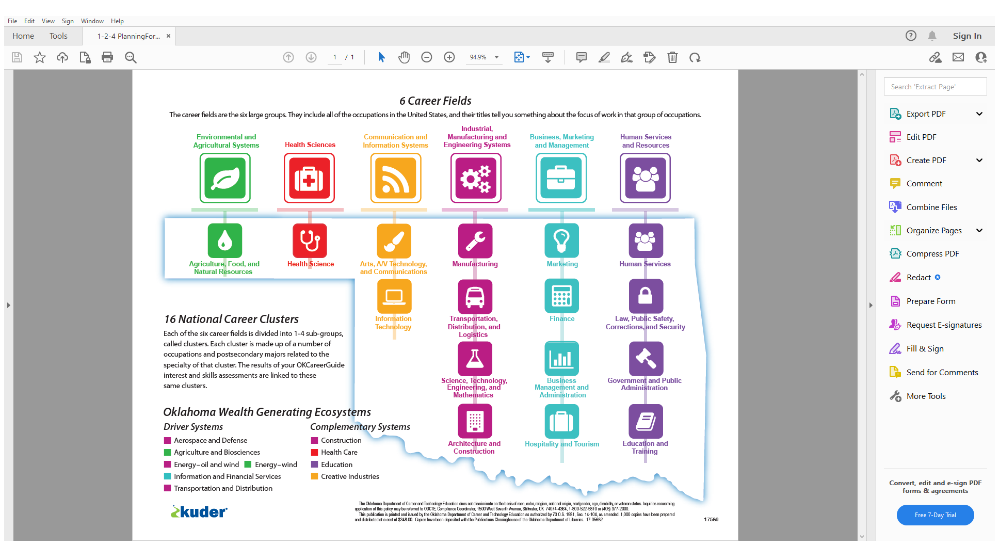 File Edit View Sign Window Help
Home Tools 1-2-4 PlanningFor... × Sign In
1 / 1 94.9%
6 Career Fields
The career fields are the six large groups. They include all of the occupations in the United States, and their titles tell you something about the focus of work in that group of occupations.
Environmental and
Agricultural Systems
Health Sciences
Communication and
Information Systems
Industrial,
Manufacturing and
Engineering Systems
Business, Marketing
and Management
Human Services
and Resources
Agriculture, Food, and
Natural Resources
Health Science
Arts, A/V Technology,
and Communications
Manufacturing
Marketing
Human Services
Information
Technology
Transportation,
Distribution, and
Logistics
Finance
Law, Public Safety,
Corrections, and Security
Science, Technology,
Engineering, and
Mathematics
Business
Management and
Administration
Government and Public
Administration
Architecture and
Construction
Hospitality and Tourism
Education and
Training
16 National Career Clusters
Each of the six career fields is divided into 1-4 sub-groups,
called clusters. Each cluster is made up of a number of
occupations and postsecondary majors related to the
specialty of that cluster. The results of your OKCareerGuide
interest and skills assessments are linked to these
same clusters.
Oklahoma Wealth Generating Ecosystems
Driver Systems
Aerospace and Defense
Agriculture and Biosciences
Energy–oil and wind Energy–wind
Information and Financial Services
Transportation and Distribution
Complementary Systems
Construction
Health Care
Education
Creative Industries
kuder
The Oklahoma Department of Career and Technology Education does not discriminate on the basis of race, color, religion, national origin, sex/gender, age, disability, or veteran status. Inquiries concerning
application of this policy may be referred to ODCTE, Compliance Coordinator, 1500 West Seventh Avenue, Stillwater, OK 74074-4364, 1-800-522-5810 or (405) 377-2000.
This publication is printed and issued by the Oklahoma Department of Career and Technology Education as authorized by 70 O.S. 1981, Sec. 14-104, as amended. 1,000 copies have been prepared
and distributed at a cost of $348.00. Copies have been deposited with the Publications Clearinghouse of the Oklahoma Department of Libraries. 17-35662
17586
Search 'Extract Page'
Export PDF
Edit PDF
Create PDF
Comment
Combine Files
Organize Pages
Compress PDF
Redact
Prepare Form
Request E-signatures
Fill & Sign
Send for Comments
More Tools
Convert, edit and e-sign PDF
forms & agreements
Free 7-Day Trial